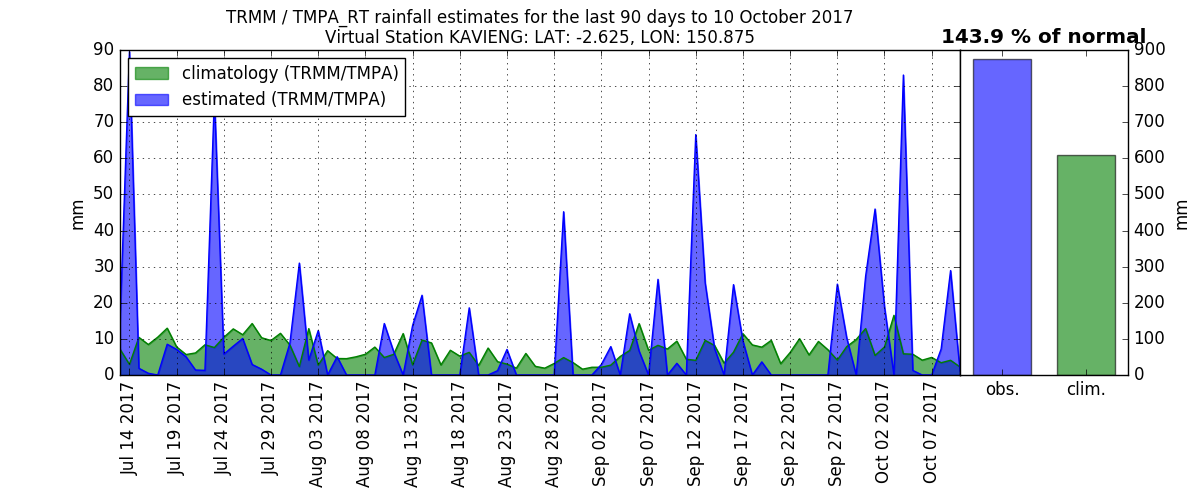 TRMM / TMPA_RT rainfall estimates for the last 90 days to 10 October 2017
Virtual Station KAVIENG: LAT: -2.625, LON: 150.875
143.9 % of normal
climatology (TRMM/TMPA)
estimated (TRMM/TMPA)
90
80
70
60
50
40
30
20
10
0
mm
Jul 14 2017
Jul 19 2017
Jul 24 2017
Jul 29 2017
Aug 03 2017
Aug 08 2017
Aug 13 2017
Aug 18 2017
Aug 23 2017
Aug 28 2017
Sep 02 2017
Sep 07 2017
Sep 12 2017
Sep 17 2017
Sep 22 2017
Sep 27 2017
Oct 02 2017
Oct 07 2017
obs.
clim.
900
800
700
600
500
400
300
200
100
0
mm